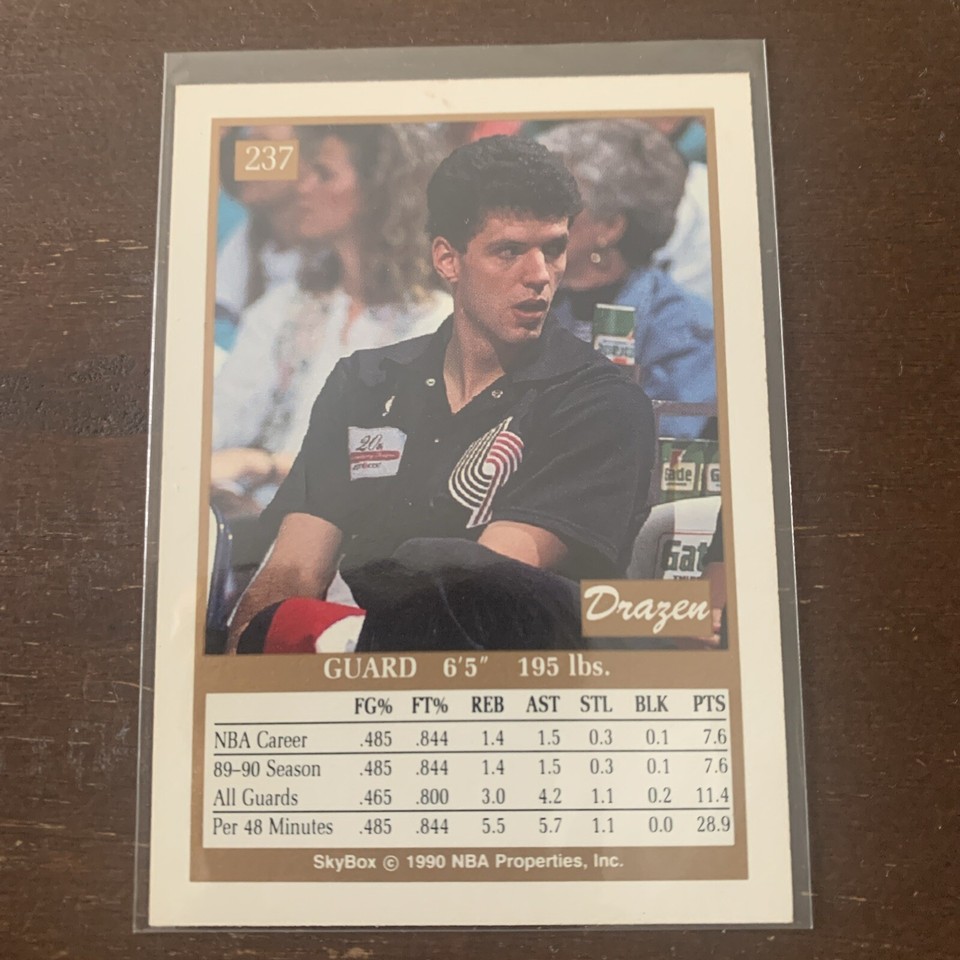 237
20th
Gade
G
Gat
Drazen
GUARD 6'5" 195 lbs.
FG% FT% REB AST STL BLK PTS
NBA Career .485 .844 1.4 1.5 0.3 0.1 7.6
89–90 Season .485 .844 1.4 1.5 0.3 0.1 7.6
All Guards .465 .800 3.0 4.2 1.1 0.2 11.4
Per 48 Minutes .485 .844 5.5 5.7 1.1 0.0 28.9
SkyBox © 1990 NBA Properties, Inc.